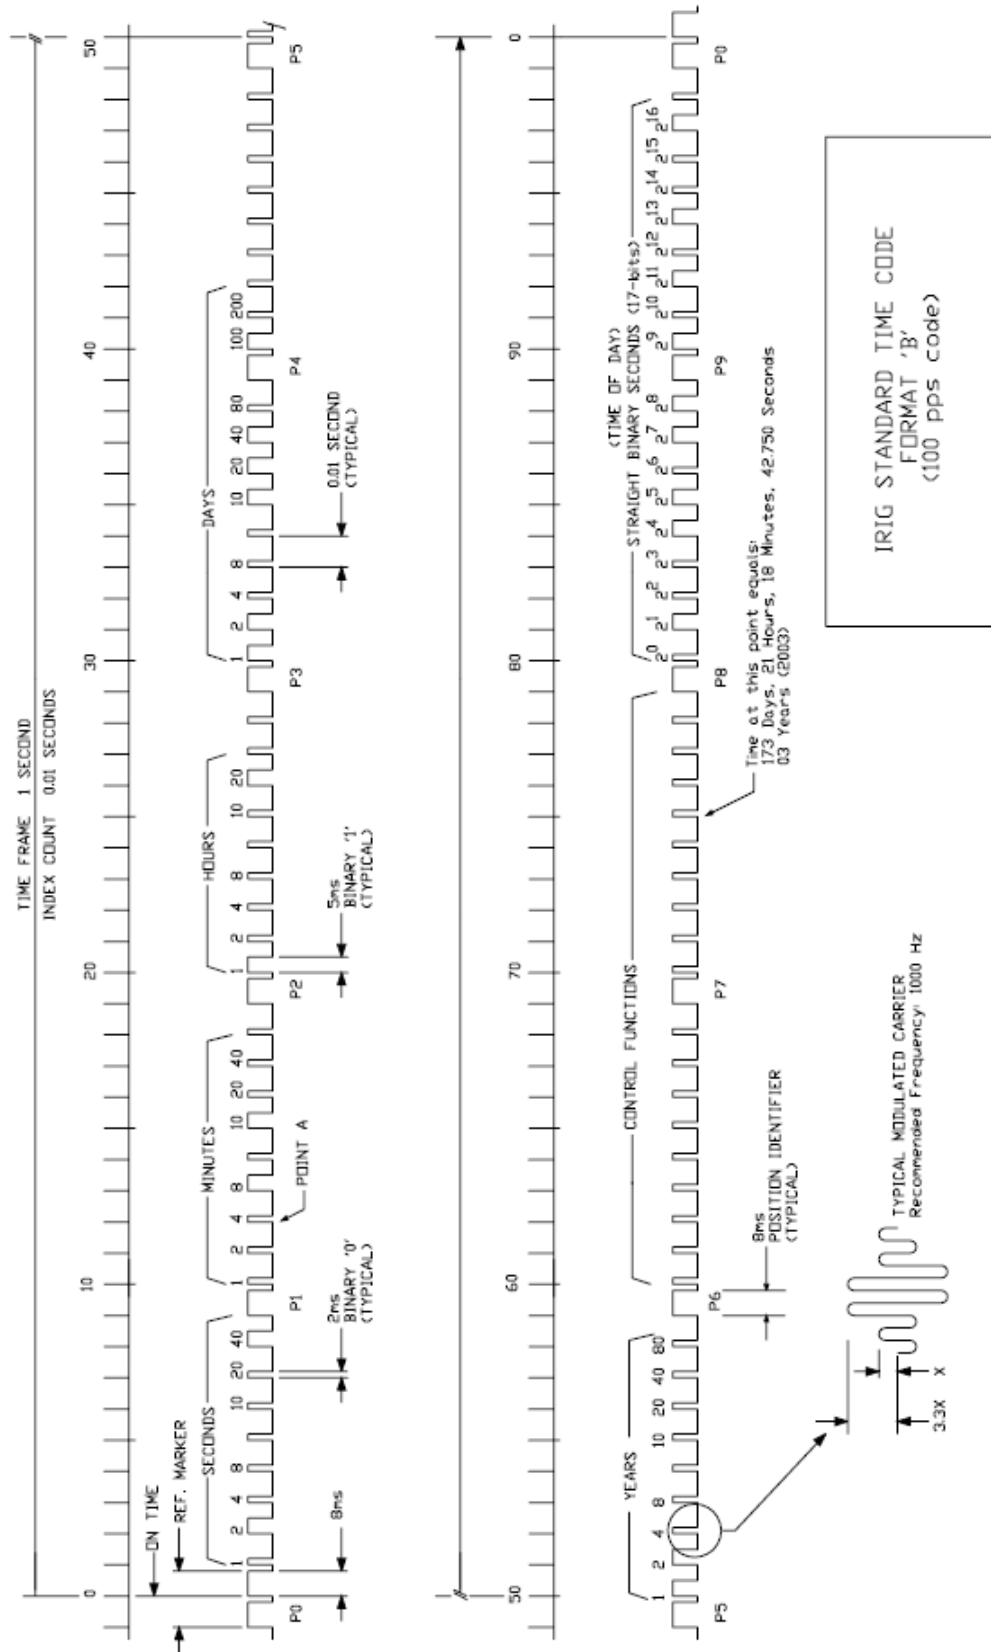 TIME FRAME 1 SECOND
INDEX COUNT 0.01 SECONDS
0 10 20 30 40 50
ON TIME
REF. MARKER
SECONDS MINUTES HOURS DAYS
1 2 4 8 10 20 40 1 2 4 8 10 20 40 1 2 4 8 10 20 1 2 4 8 10 20 40 80 100 200
P0 P1 P2 P3 P4 P5
POINT A
8ms
2ms
BINARY '0'
(TYPICAL)
5ms
BINARY '1'
(TYPICAL)
0.01 SECOND
(TYPICAL)
50 60 70 80 90 0
(TIME OF DAY)
YEARS CONTROL FUNCTIONS STRAIGHT BINARY SECONDS (17-bits)
1 2 4 8 10 20 40 80 2⁰ 2¹ 2² 2³ 2⁴ 2⁵ 2⁶ 2⁷ 2⁸ 2⁹ 2¹⁰ 2¹¹ 2¹² 2¹³ 2¹⁴ 2¹⁵ 2¹⁶
P5 P6 P7 P8 P9 P0
8ms
POSITION IDENTIFIER
(TYPICAL)
Time at this point equals:
173 Days, 21 Hours, 18 Minutes, 42.750 Seconds
03 Years (2003)
3.3X
X
TYPICAL MODULATED CARRIER
Recommended Frequency: 1000 Hz
IRIG STANDARD TIME CODE
FORMAT 'B'
(100 pps code)